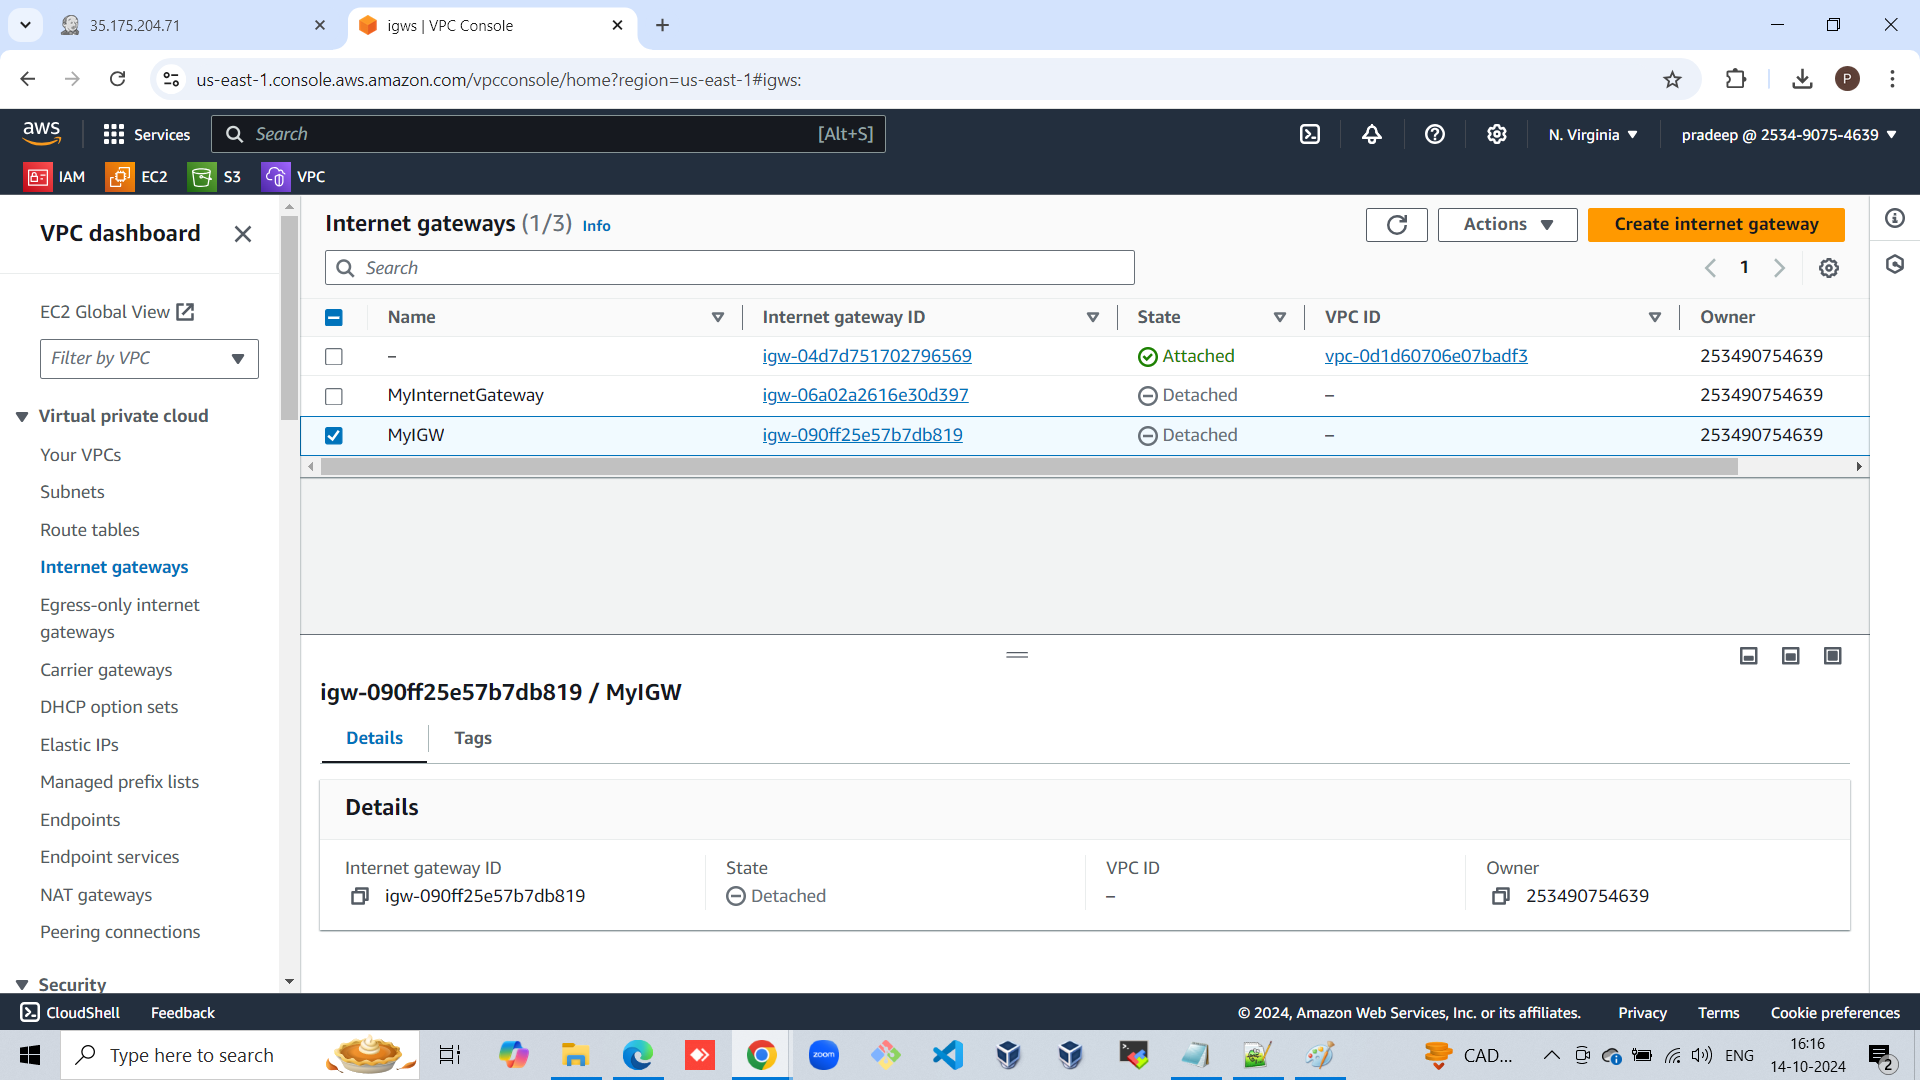 35.175.204.71
igws | VPC Console
us-east-1.console.aws.amazon.com/vpcconsole/home?region=us-east-1#igws:
P
aws
Services
Search
[Alt+S]
N. Virginia
pradeep @ 2534-9075-4639
IAM
EC2
S3
VPC
VPC dashboard
EC2 Global View
Filter by VPC
Virtual private cloud
Your VPCs
Subnets
Route tables
Internet gateways
Egress-only internet
gateways
Carrier gateways
DHCP option sets
Elastic IPs
Managed prefix lists
Endpoints
Endpoint services
NAT gateways
Peering connections
Security
Internet gateways (1/3) Info
Actions
Create internet gateway
Search
1
Name Internet gateway ID State VPC ID Owner
– igw-04d7d751702796569 Attached vpc-0d1d60706e07badf3 253490754639
MyInternetGateway igw-06a02a2616e30d397 Detached – 253490754639
MyIGW igw-090ff25e57b7db819 Detached – 253490754639
igw-090ff25e57b7db819 / MyIGW
Details Tags
Details
Internet gateway ID State VPC ID Owner
igw-090ff25e57b7db819 Detached – 253490754639
CloudShell Feedback
© 2024, Amazon Web Services, Inc. or its affiliates. Privacy Terms Cookie preferences
Type here to search
zoom
CAD...
ENG
16:16
14-10-2024
2